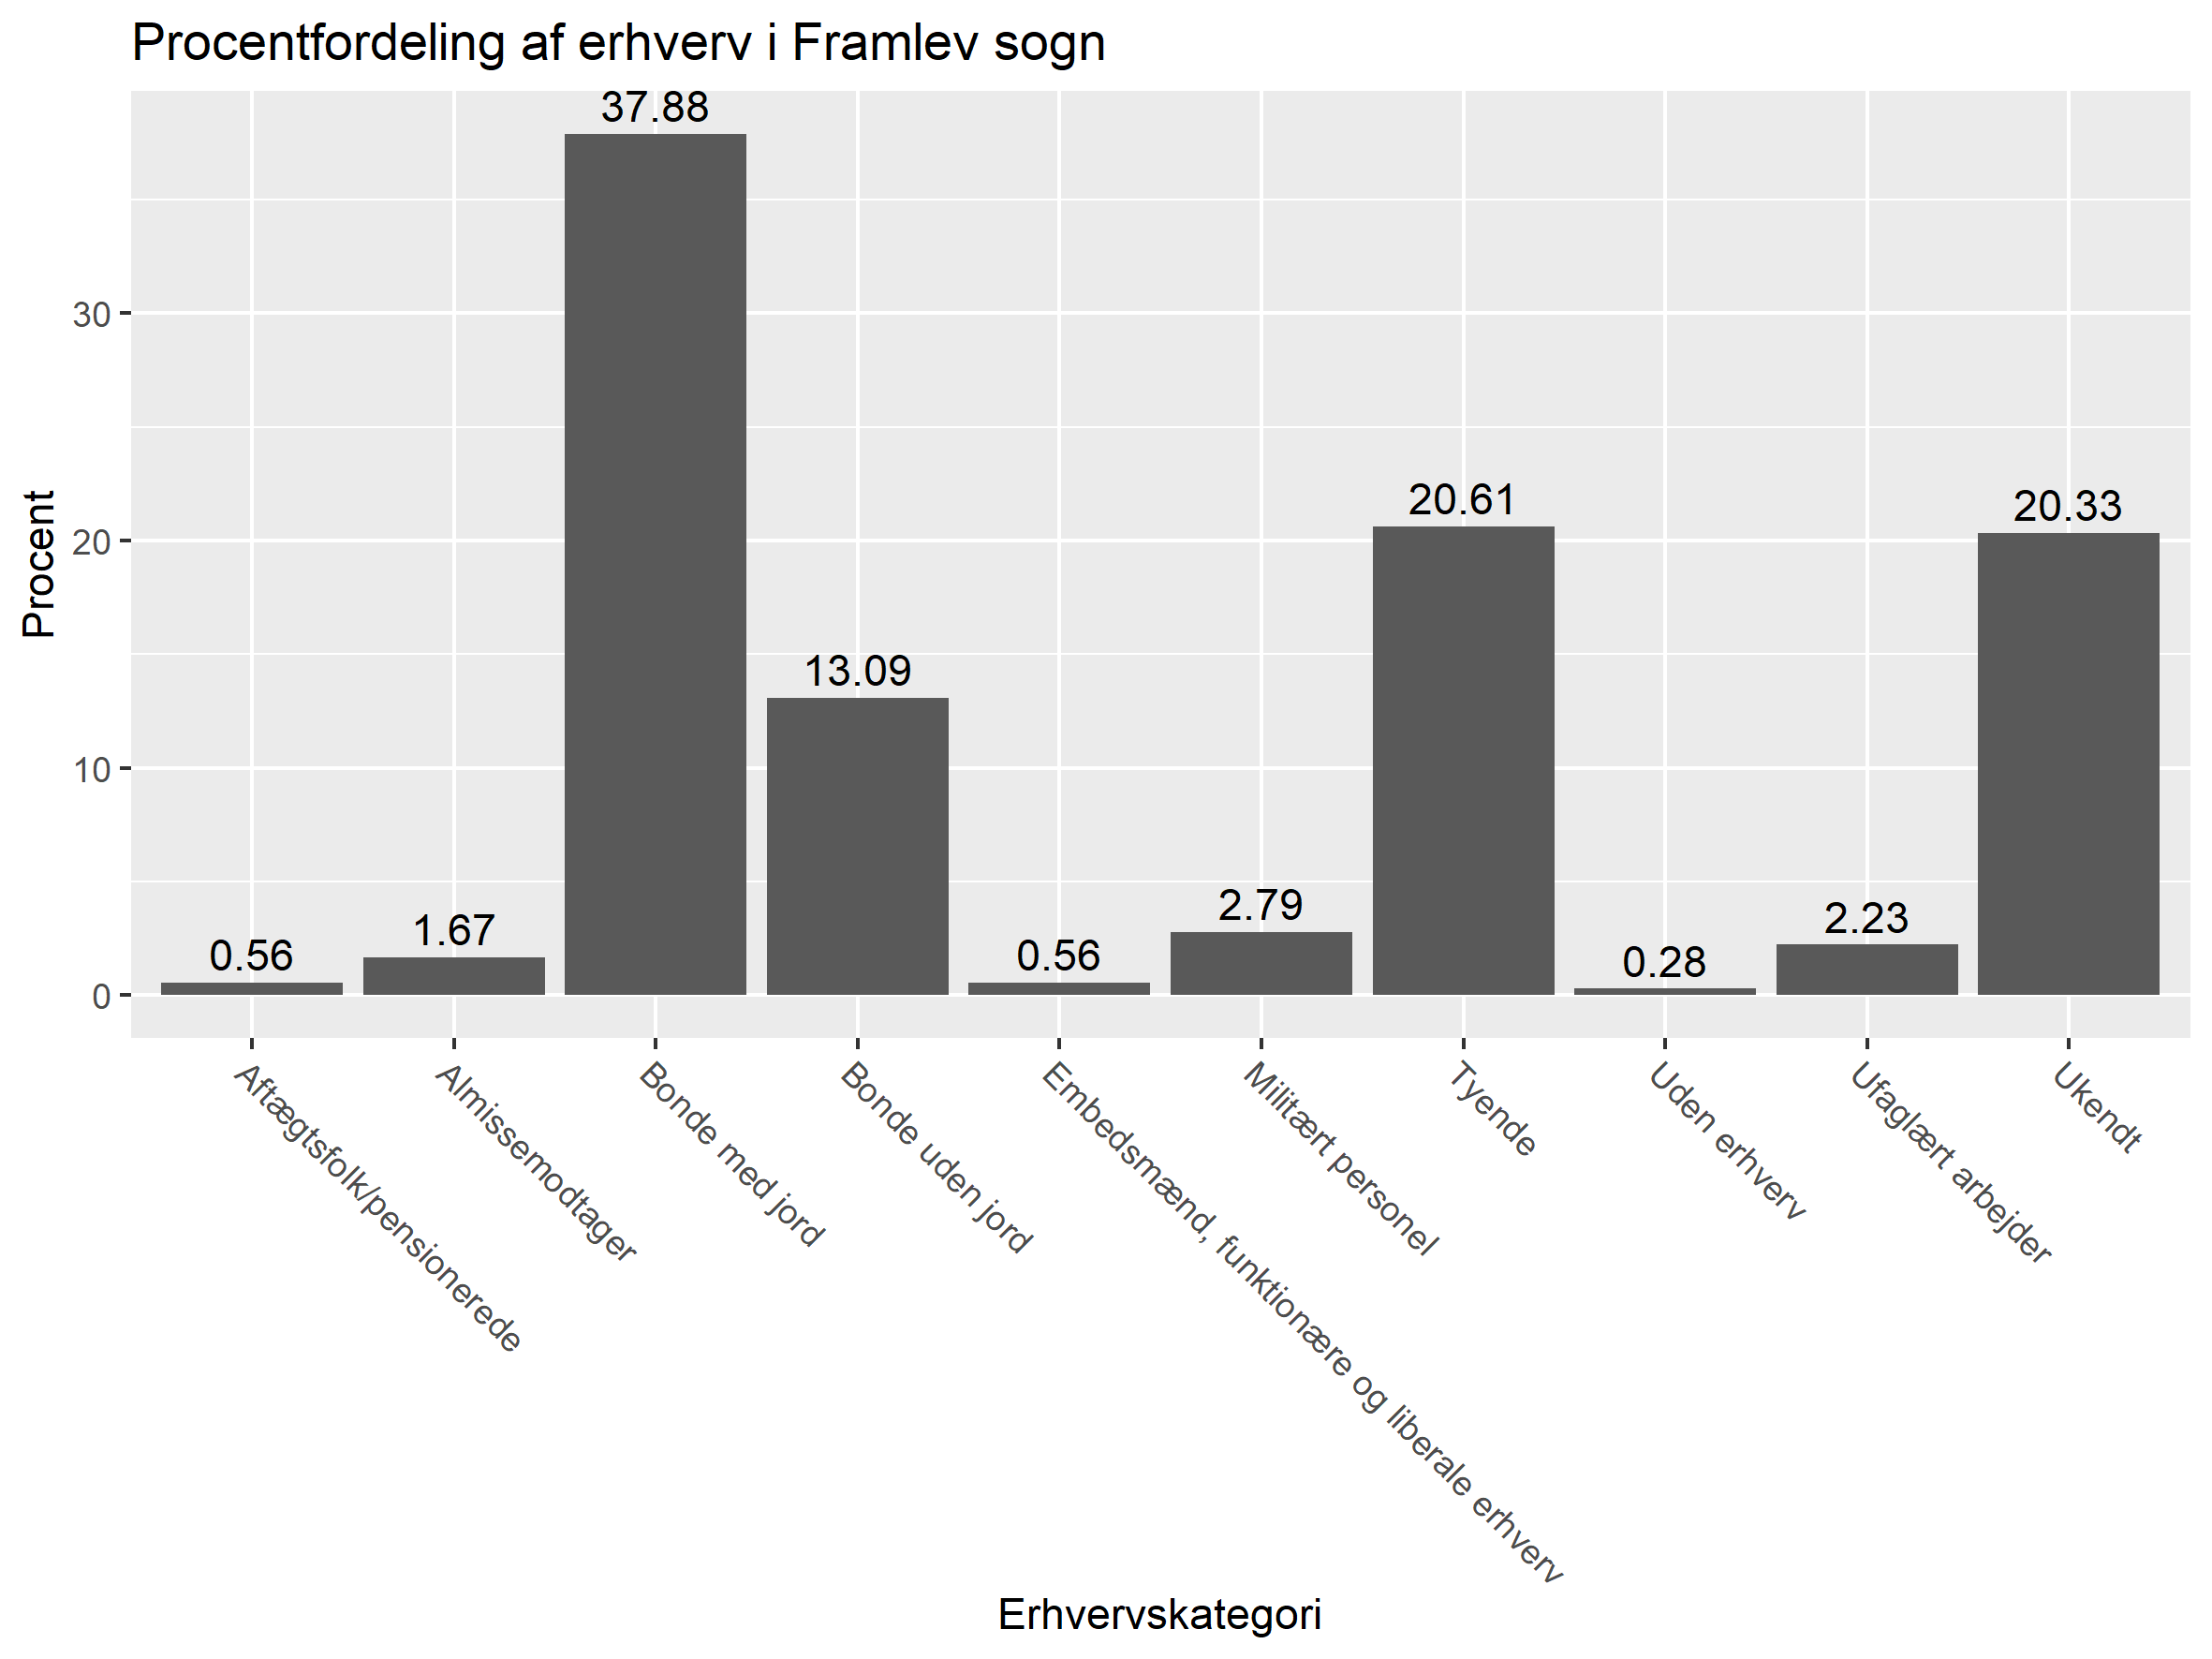 Procentfordeling af erhverv i Framlev sogn
Procent
30
20
10
0
0.56
1.67
37.88
13.09
0.56
2.79
20.61
0.28
2.23
20.33
Aftægtsfolk/pensionerede
Almissemodtager
Bonde med jord
Bonde uden jord
Embedsmænd, funktionære og liberale erhverv
Militært personel
Tyende
Uden erhverv
Ufaglært arbejder
Ukendt
Erhvervskategori